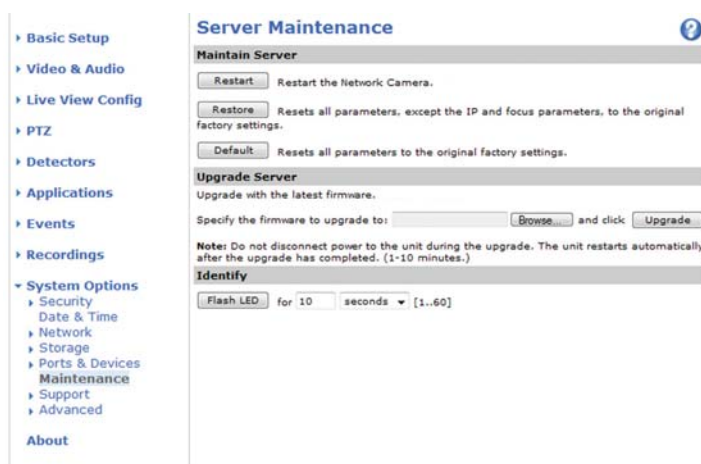 Basic Setup
Video & Audio
Live View Config
PTZ
Detectors
Applications
Events
Recordings
System Options
Security
Date & Time
Network
Storage
Ports & Devices
Maintenance
Support
Advanced
About
Server Maintenance
?
Maintain Server
Restart Restart the Network Camera.
Restore Resets all parameters, except the IP and focus parameters, to the original
factory settings.
Default Resets all parameters to the original factory settings.
Upgrade Server
Upgrade with the latest firmware.
Specify the firmware to upgrade to: Browse... and click Upgrade
Note: Do not disconnect power to the unit during the upgrade. The unit restarts automatically
after the upgrade has completed. (1-10 minutes.)
Identify
Flash LED for 10 seconds [1..60]